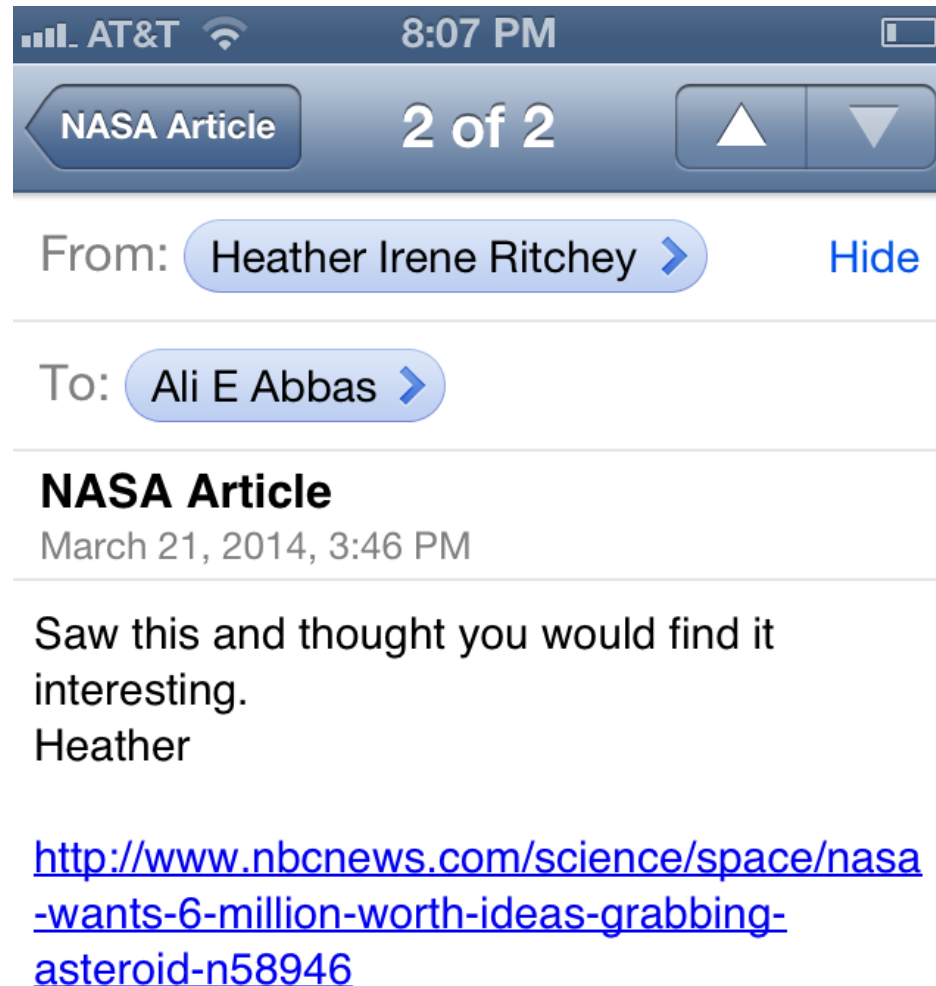 AT&T 8:07 PM
NASA Article 2 of 2
From: Heather Irene Ritchey Hide
To: Ali E Abbas
NASA Article
March 21, 2014, 3:46 PM
Saw this and thought you would find it
interesting.
Heather
http://www.nbcnews.com/science/space/nasa
-wants-6-million-worth-ideas-grabbing-
asteroid-n58946